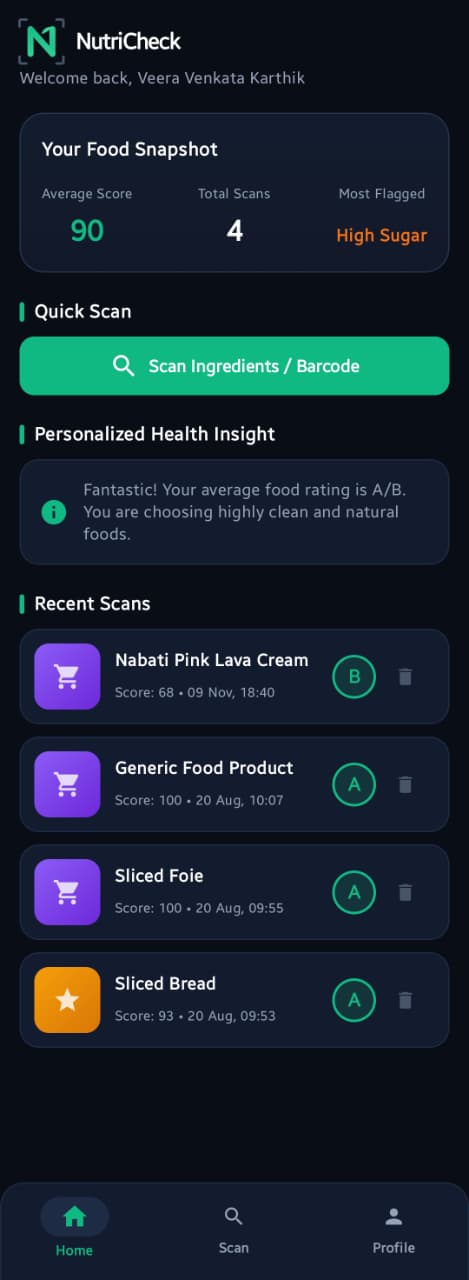 NutriCheck
Welcome back, Veera Venkata Karthik
Your Food Snapshot
Average Score
Total Scans
Most Flagged
90
4
High Sugar
Quick Scan
Scan Ingredients / Barcode
Personalized Health Insight
Fantastic! Your average food rating is A/B.
You are choosing highly clean and natural
foods.
Recent Scans
Nabati Pink Lava Cream
Score: 68 • 09 Nov, 18:40
B
Generic Food Product
Score: 100 • 20 Aug, 10:07
A
Sliced Foie
Score: 100 • 20 Aug, 09:55
A
Sliced Bread
Score: 93 • 20 Aug, 09:53
A
Home
Scan
Profile